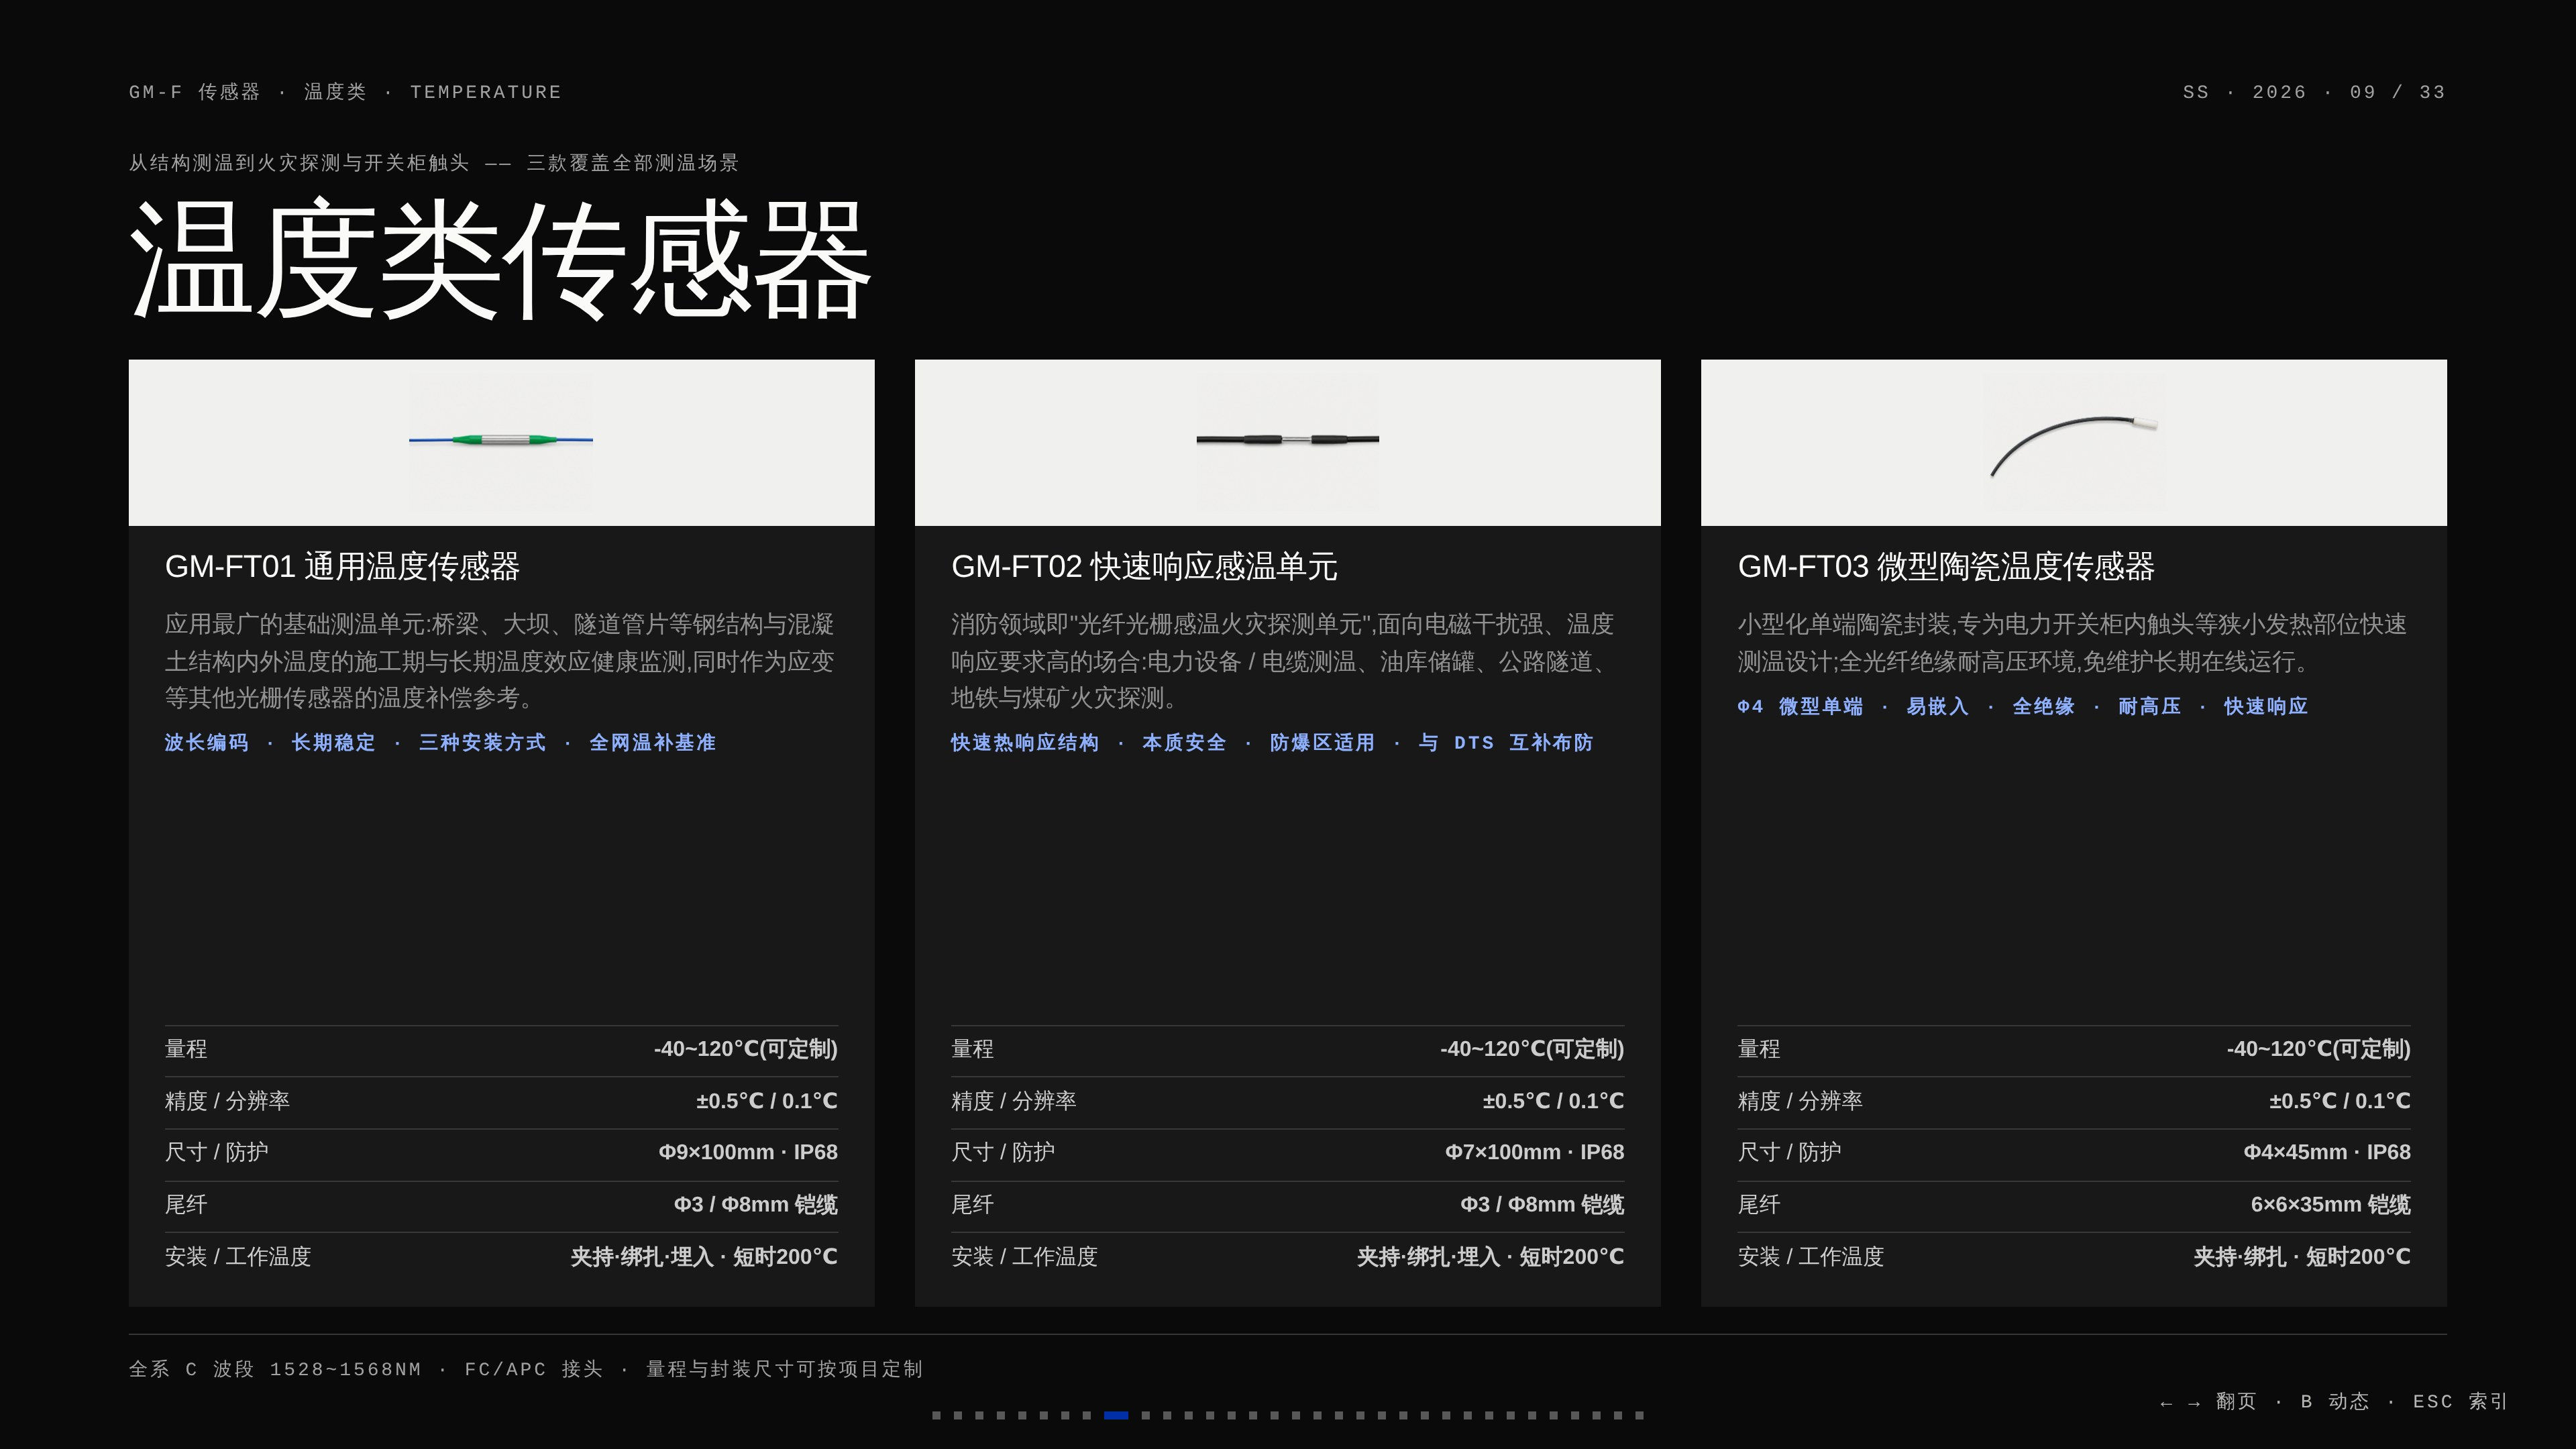 GM-F 传感器 · 温度类 · TEMPERATURE
SS · 2026 · 09 / 33
从结构测温到火灾探测与开关柜触头 —— 三款覆盖全部测温场景
温度类传感器
GM-FT01 通用温度传感器
应用最广的基础测温单元:桥梁、大坝、隧道管片等钢结构与混凝
土结构内外温度的施工期与长期温度效应健康监测,同时作为应变
等其他光栅传感器的温度补偿参考。
波长编码 · 长期稳定 · 三种安装方式 · 全网温补基准
量程 -40~120℃(可定制)
精度 / 分辨率 ±0.5℃ / 0.1℃
尺寸 / 防护 Φ9×100mm · IP68
尾纤 Φ3 / Φ8mm 铠缆
安装 / 工作温度 夹持·绑扎·埋入 · 短时200℃
GM-FT02 快速响应感温单元
消防领域即"光纤光栅感温火灾探测单元",面向电磁干扰强、温度
响应要求高的场合:电力设备 / 电缆测温、油库储罐、公路隧道、
地铁与煤矿火灾探测。
快速热响应结构 · 本质安全 · 防爆区适用 · 与 DTS 互补布防
量程 -40~120℃(可定制)
精度 / 分辨率 ±0.5℃ / 0.1℃
尺寸 / 防护 Φ7×100mm · IP68
尾纤 Φ3 / Φ8mm 铠缆
安装 / 工作温度 夹持·绑扎·埋入 · 短时200℃
GM-FT03 微型陶瓷温度传感器
小型化单端陶瓷封装,专为电力开关柜内触头等狭小发热部位快速
测温设计;全光纤绝缘耐高压环境,免维护长期在线运行。
Φ4 微型单端 · 易嵌入 · 全绝缘 · 耐高压 · 快速响应
量程 -40~120℃(可定制)
精度 / 分辨率 ±0.5℃ / 0.1℃
尺寸 / 防护 Φ4×45mm · IP68
尾纤 6×6×35mm 铠缆
安装 / 工作温度 夹持·绑扎 · 短时200℃
全系 C 波段 1528~1568NM · FC/APC 接头 · 量程与封装尺寸可按项目定制
← → 翻页 · B 动态 · ESC 索引